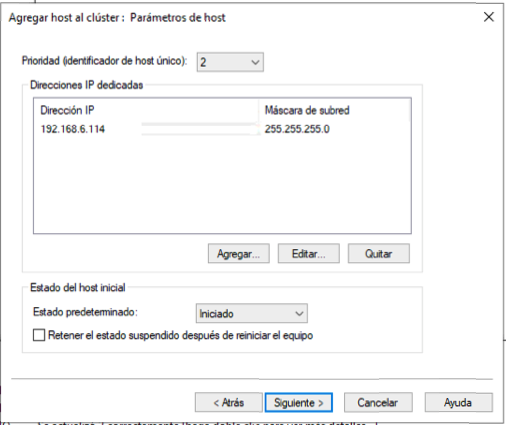 Agregar host al clúster : Parámetros de host
Prioridad (identificador de host único): 2
Direcciones IP dedicadas
Dirección IP Máscara de subred
192.168.6.114 255.255.255.0
Agregar... Editar... Quitar
Estado del host inicial
Estado predeterminado: Iniciado
Retener el estado suspendido después de reiniciar el equipo
< Atrás Siguiente > Cancelar Ayuda